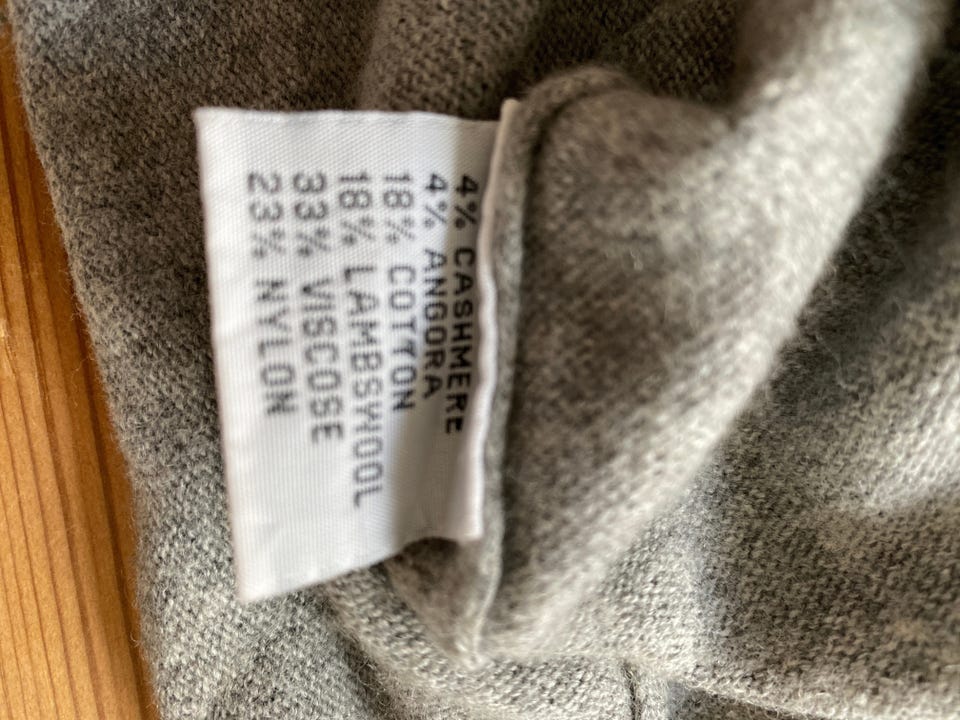 4% CASHMERE
4% ANGORA
18% COTTON
18% LAMBSWOOL
33% VISCOSE
23% NYLON